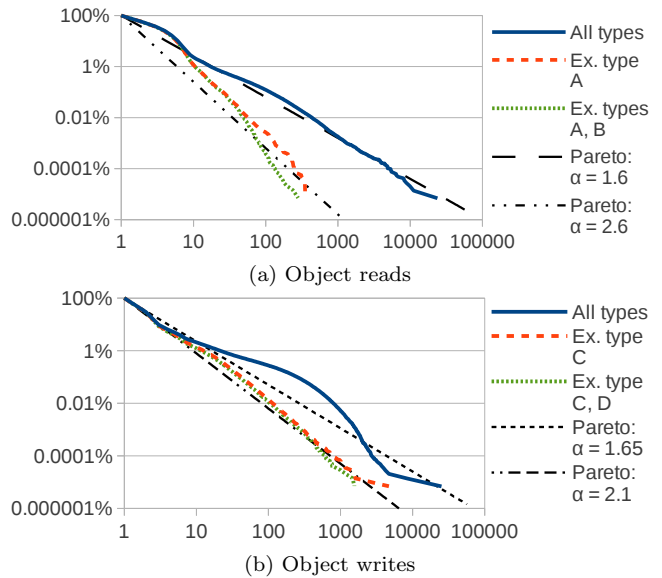 100%
1%
0.01%
0.0001%
0.000001%
1 10 100 1000 10000 100000
All types
Ex. type
A
Ex. types
A, B
Pareto:
α = 1.6
Pareto:
α = 2.6
(a) Object reads
100%
1%
0.01%
0.0001%
0.000001%
1 10 100 1000 10000 100000
All types
Ex. type
C
Ex. type
C, D
Pareto:
α = 1.65
Pareto:
α = 2.1
(b) Object writes